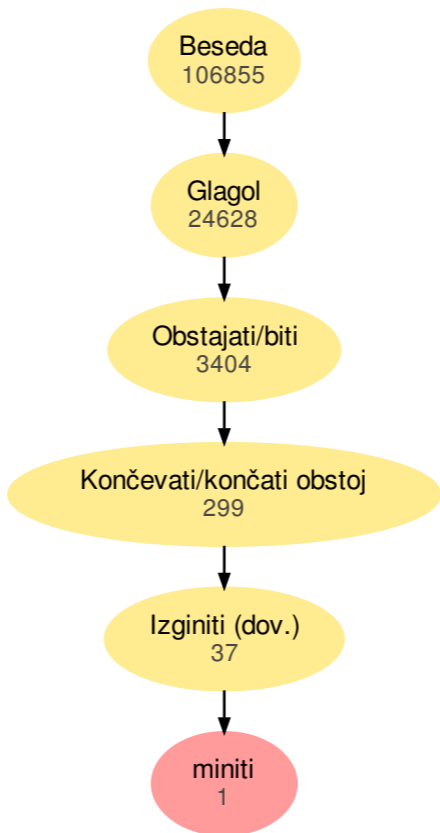 Beseda
106855
Glagol
24628
Obstajati/biti
3404
Končevati/končati obstoj
299
Izginiti (dov.)
37
miniti
1